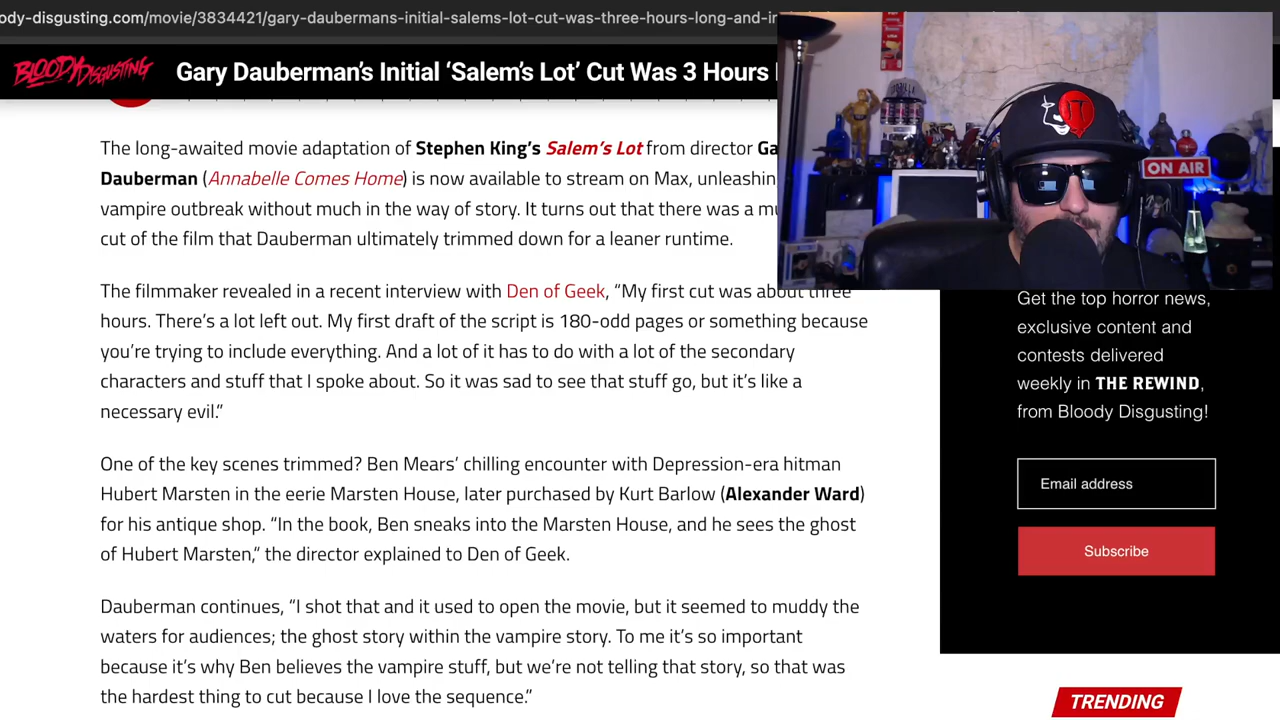 ody-disgusting.com/movie/3834421/gary-daubermans-initial-salems-lot-cut-was-three-hours-long-and-in
BLOODY DISGUSTING
Gary Dauberman's Initial ‘Salem's Lot’ Cut Was 3 Hours
The long-awaited movie adaptation of Stephen King's Salem's Lot from director Ga
Dauberman (Annabelle Comes Home) is now available to stream on Max, unleashin
vampire outbreak without much in the way of story. It turns out that there was a mu
cut of the film that Dauberman ultimately trimmed down for a leaner runtime.
The filmmaker revealed in a recent interview with Den of Geek, “My first cut was about three
hours. There's a lot left out. My first draft of the script is 180-odd pages or something because
you're trying to include everything. And a lot of it has to do with a lot of the secondary
characters and stuff that I spoke about. So it was sad to see that stuff go, but it's like a
necessary evil.”
One of the key scenes trimmed? Ben Mears’ chilling encounter with Depression-era hitman
Hubert Marsten in the eerie Marsten House, later purchased by Kurt Barlow (Alexander Ward)
for his antique shop. “In the book, Ben sneaks into the Marsten House, and he sees the ghost
of Hubert Marsten,” the director explained to Den of Geek.
Dauberman continues, “I shot that and it used to open the movie, but it seemed to muddy the
waters for audiences; the ghost story within the vampire story. To me it's so important
because it's why Ben believes the vampire stuff, but we're not telling that story, so that was
the hardest thing to cut because I love the sequence.”
IT
ON AIR
Get the top horror news,
exclusive content and
contests delivered
weekly in THE REWIND,
from Bloody Disgusting!
Email address
Subscribe
TRENDING